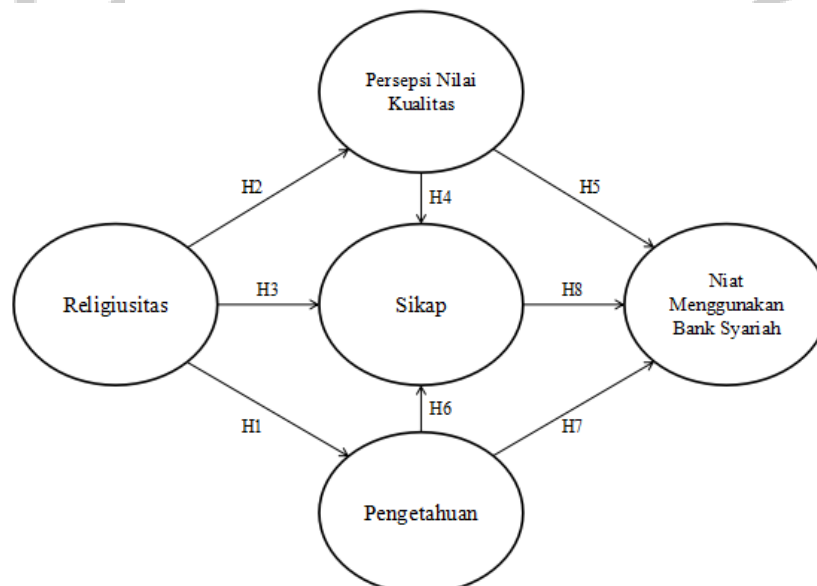 Persepsi Nilai
Kualitas
H2
H5
H4
Religiusitas
H3
Sikap
H8
Niat
Menggunakan
Bank Syariah
H6
H1
H7
Pengetahuan